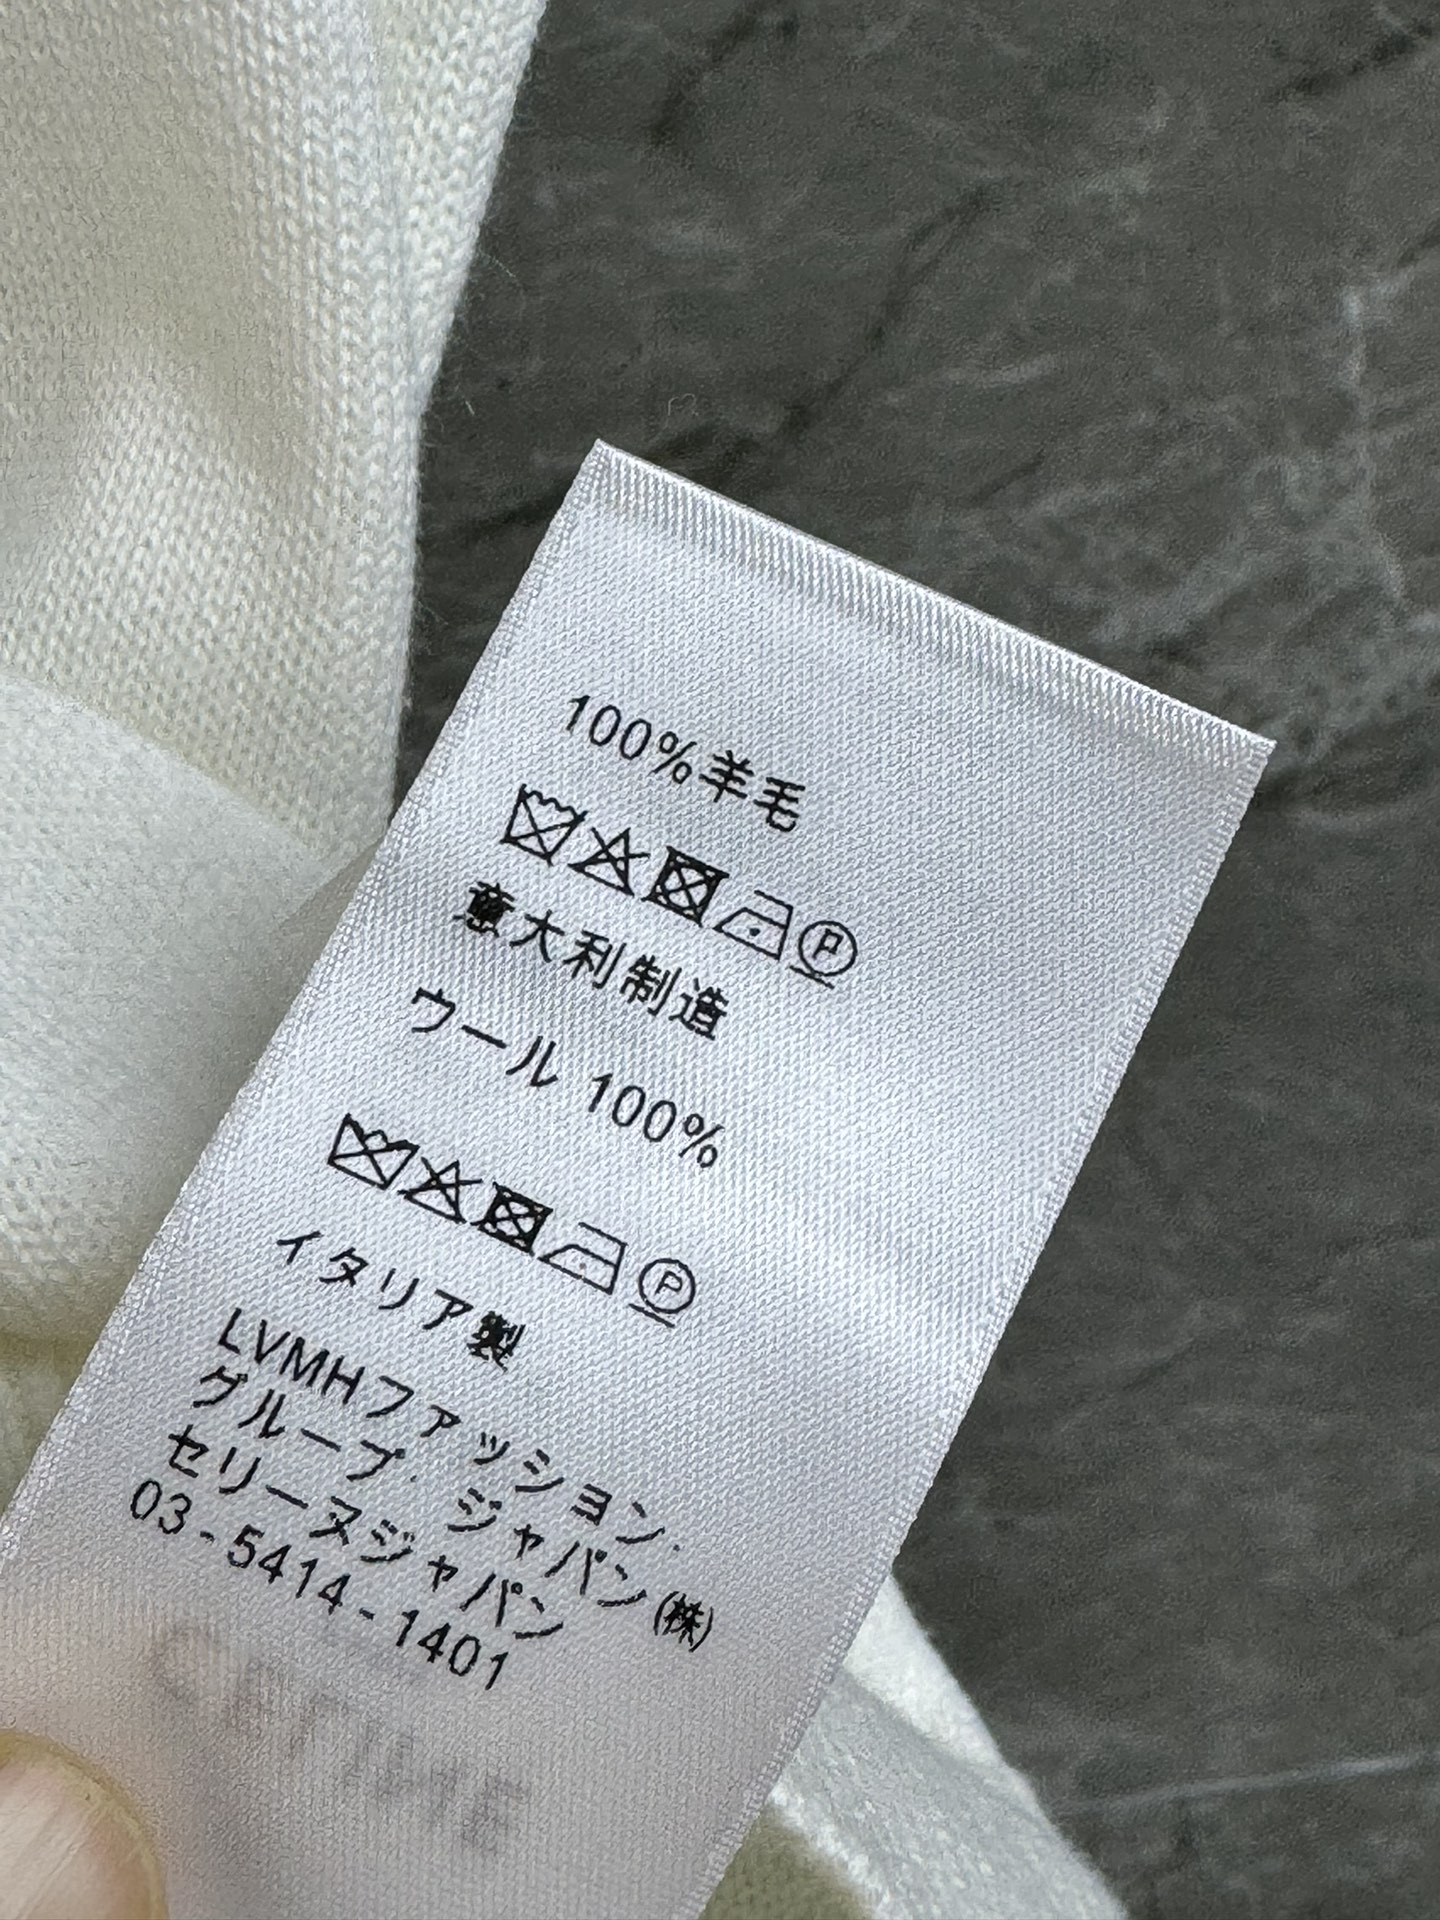 100%羊毛
P
意大利制造
ウール 100%
P
イタリア製
LVMHファッション.
グループ. ジャパン(株)
セリーヌジャパン
03-5414-1401